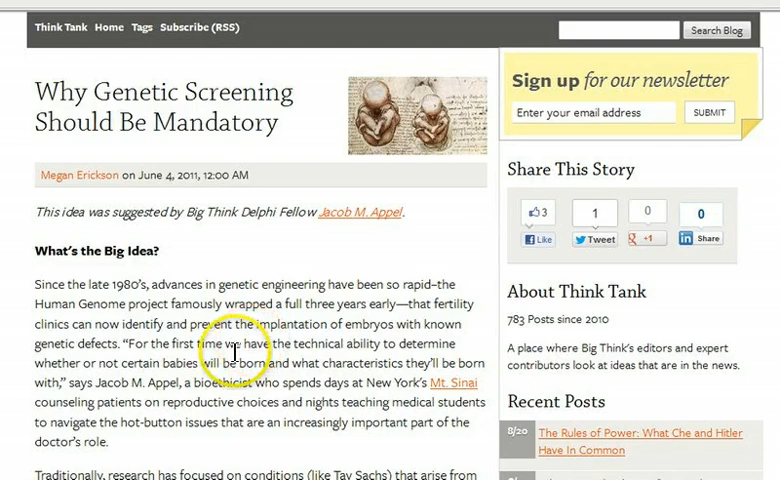 Think Tank Home Tags Subscribe (RSS)
Search Blog
Why Genetic Screening
Should Be Mandatory
Megan Erickson on June 4, 2011, 12:00 AM
This idea was suggested by Big Think Delphi Fellow Jacob M. Appel.
What's the Big Idea?
Since the late 1980's, advances in genetic engineering have been so rapid–the
Human Genome project famously wrapped a full three years early—that fertility
clinics can now identify and prevent the implantation of embryos with known
genetic defects. “For the first time we have the technical ability to determine
whether or not certain babies will be born and what characteristics they'll be born
with,” says Jacob M. Appel, a bioethicist who spends days at New York's Mt. Sinai
counseling patients on reproductive choices and nights teaching medical students
to navigate the hot-button issues that are an increasingly important part of the
doctor's role.
Traditionally, research has focused on conditions (like Tay Sachs) that arise from
Sign up for our newsletter
Enter your email address SUBMIT
Share This Story
3 1 0 0
Like Tweet +1 Share
About Think Tank
783 Posts since 2010
A place where Big Think's editors and expert
contributors look at ideas that are in the news.
Recent Posts
8/20 The Rules of Power: What Che and Hitler
Have In Common